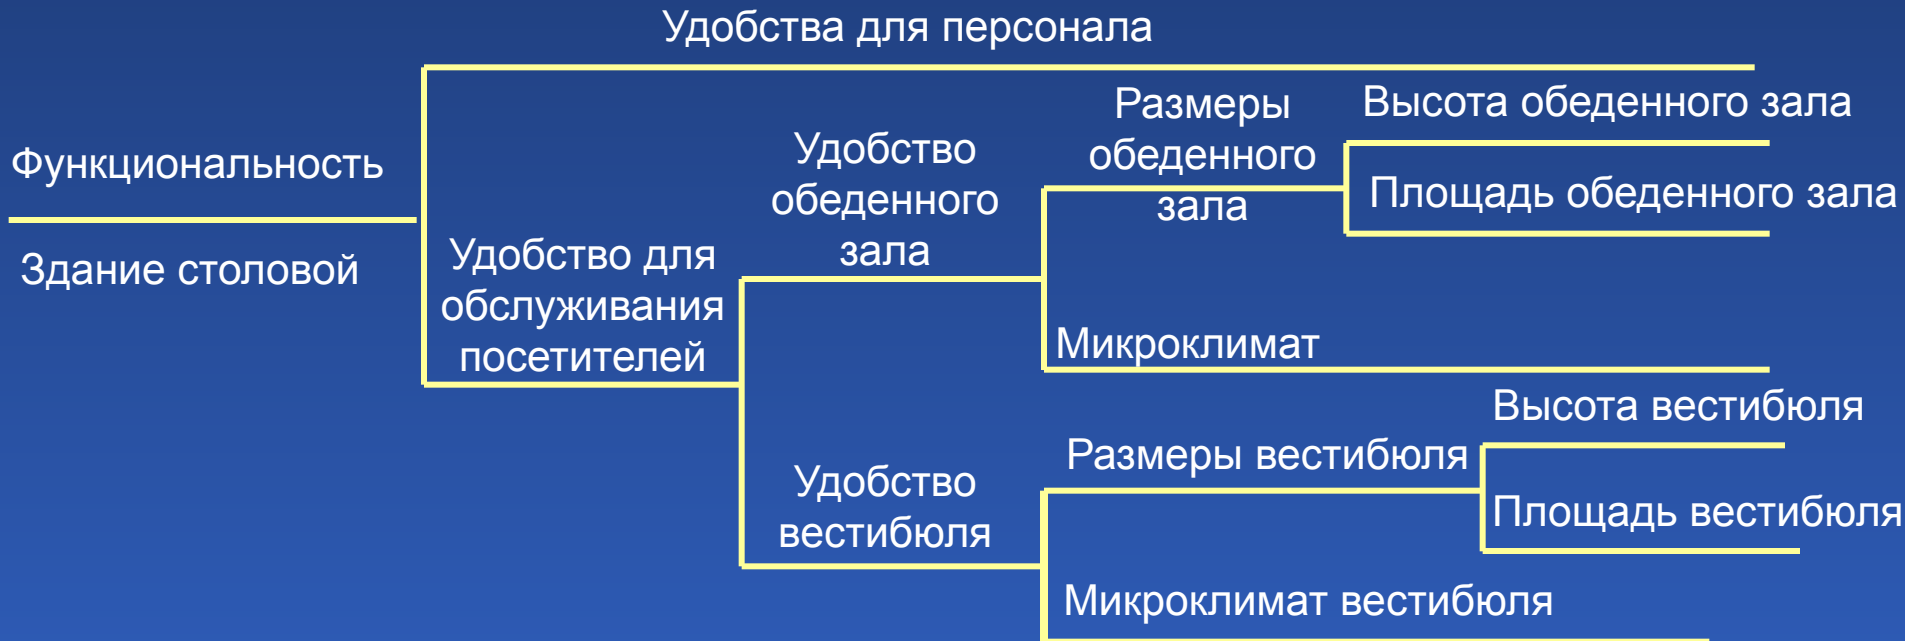 Удобства для персонала
Функциональность
Здание столовой
Удобство для
обслуживания
посетителей
Удобство
обеденного
зала
Размеры
обеденного
зала
Высота обеденного зала
Площадь обеденного зала
Микроклимат
Удобство
вестибюля
Размеры вестибюля
Высота вестибюля
Площадь вестибюля
Микроклимат вестибюля